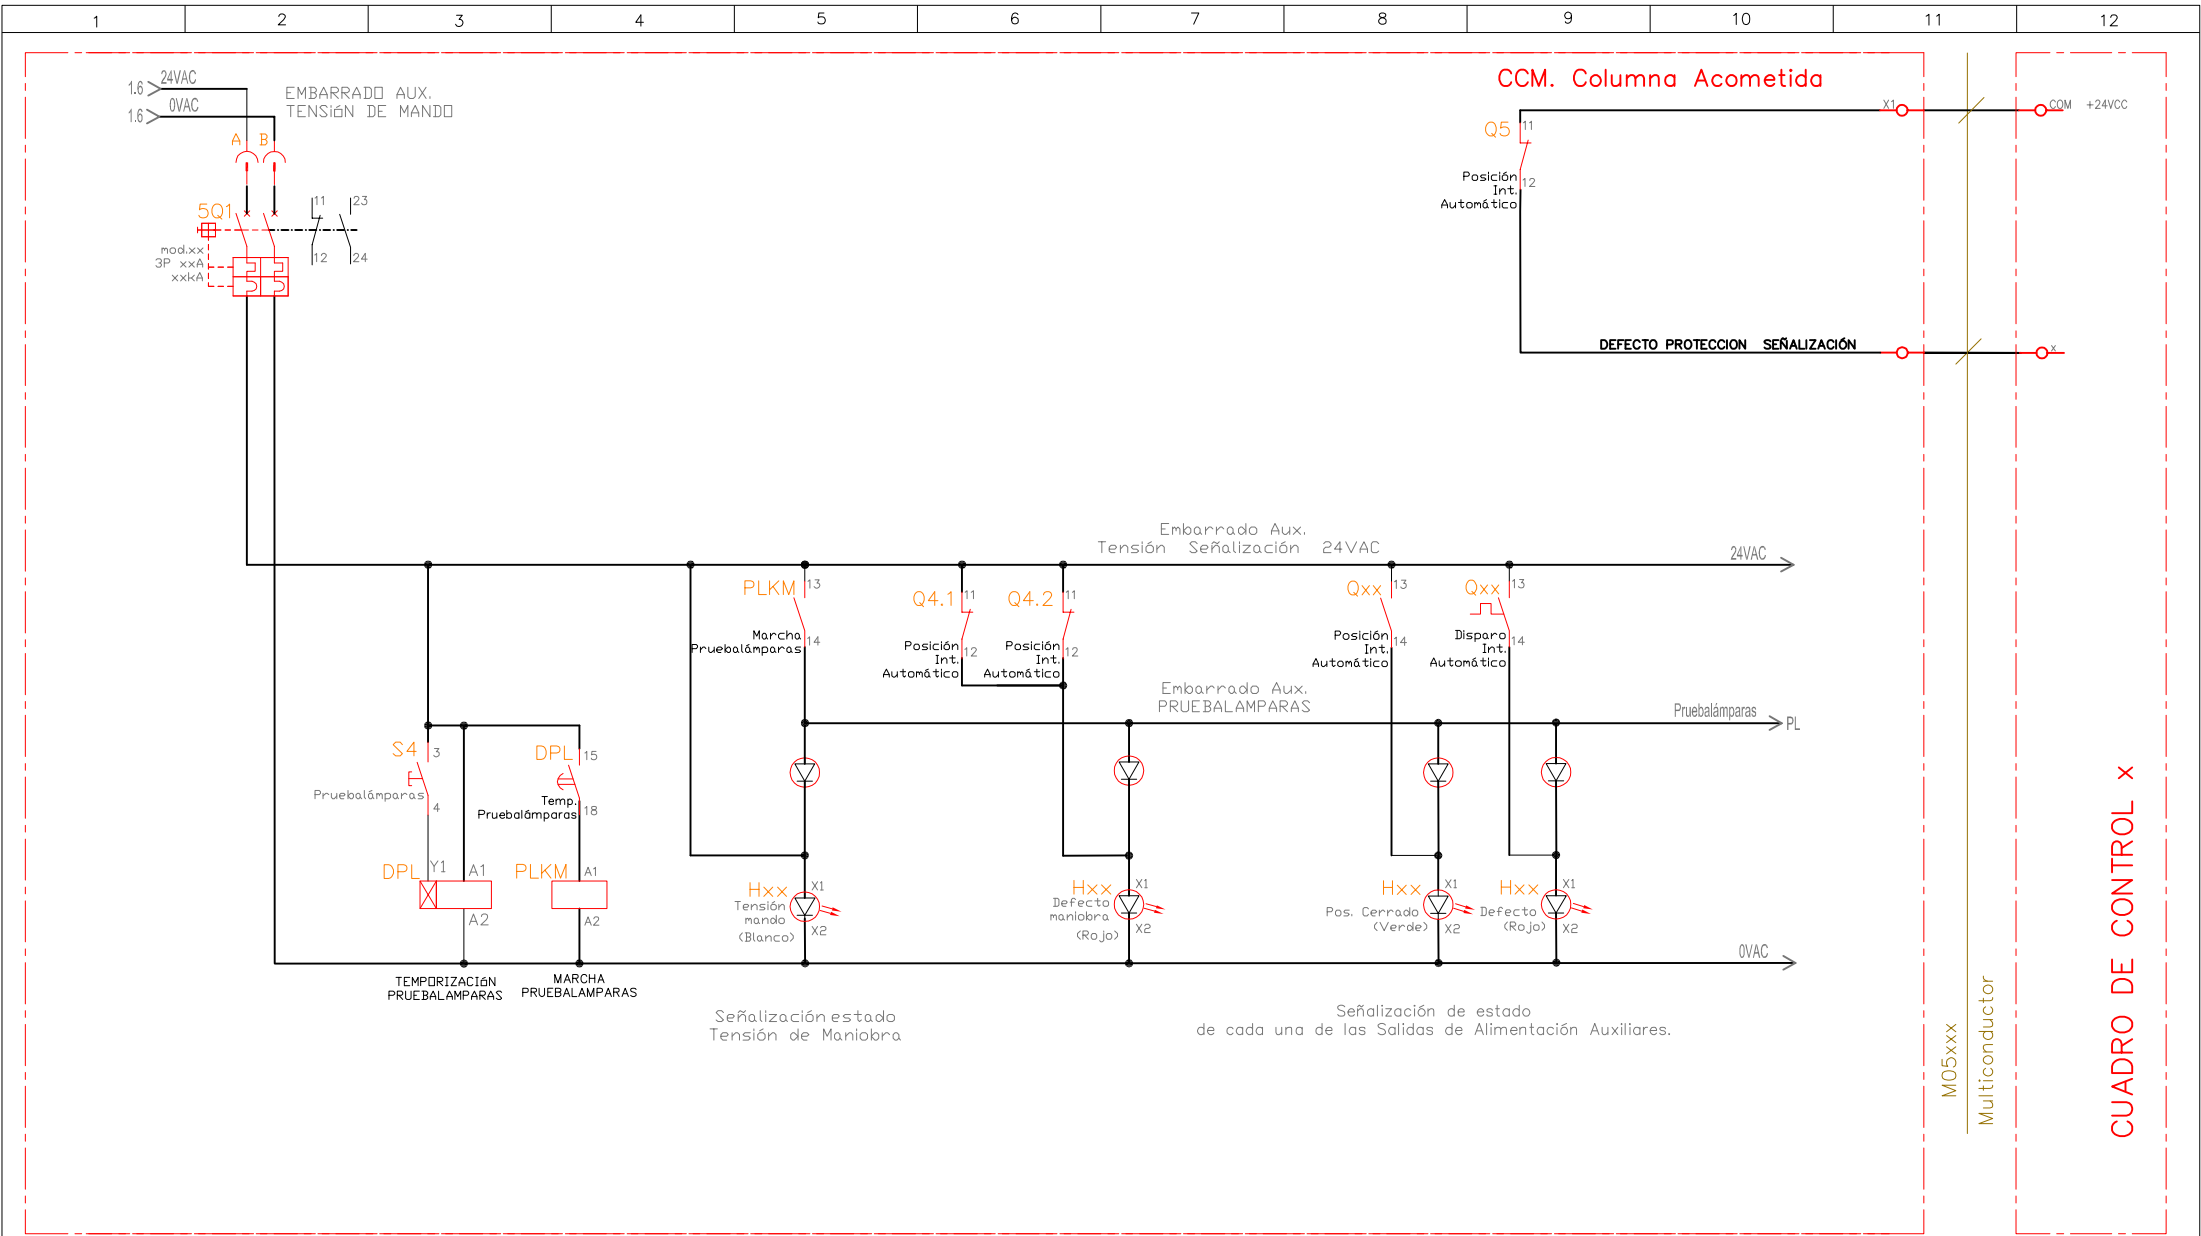 1 2 3 4 5 6 7 8 9 10 11 12
24VAC
1.6
0VAC
1.6
EMBARRADO AUX.
TENSIóN DE MANDO
A B
5Q1
11 23
12 24
mod.xx
3P xxA
xxkA
CCM. Columna Acometida
X1
COM +24VCC
Q5 11
Posición
Int.
Automático
12
DEFECTO PROTECCION SEÑALIZACIÓN
x
Embarrado Aux.
Tensión Señalización 24VAC
24VAC
PLKM 13
Marcha
Pruebalámparas
14
Q4.1 11
Posición
Int.
Automático
12
Q4.2 11
Posición
Int.
Automático
12
Qxx 13
Posición
Int.
Automático
14
Qxx 13
Disparo
Int.
Automático
14
Embarrado Aux.
PRUEBALAMPARAS
Pruebalámparas
PL
S4 3
Pruebalámparas
4
DPL 15
Temp.
Pruebalámparas
18
DPL Y1 A1
A2
PLKM A1
A2
Hxx X1
Tensión
mando
(Blanco)
X2
Hxx X1
Defecto
maniobra
(Rojo)
X2
Hxx X1
Pos. Cerrado
(Verde)
X2
Hxx X1
Defecto
(Rojo)
X2
0VAC
TEMPORIZACIóN
PRUEBALAMPARAS
MARCHA
PRUEBALAMPARAS
Señalización estado
Tensión de Maniobra
Señalización de estado
de cada una de las Salidas de Alimentación Auxiliares.
M05xxx
Multiconductor
CUADRO DE CONTROL x